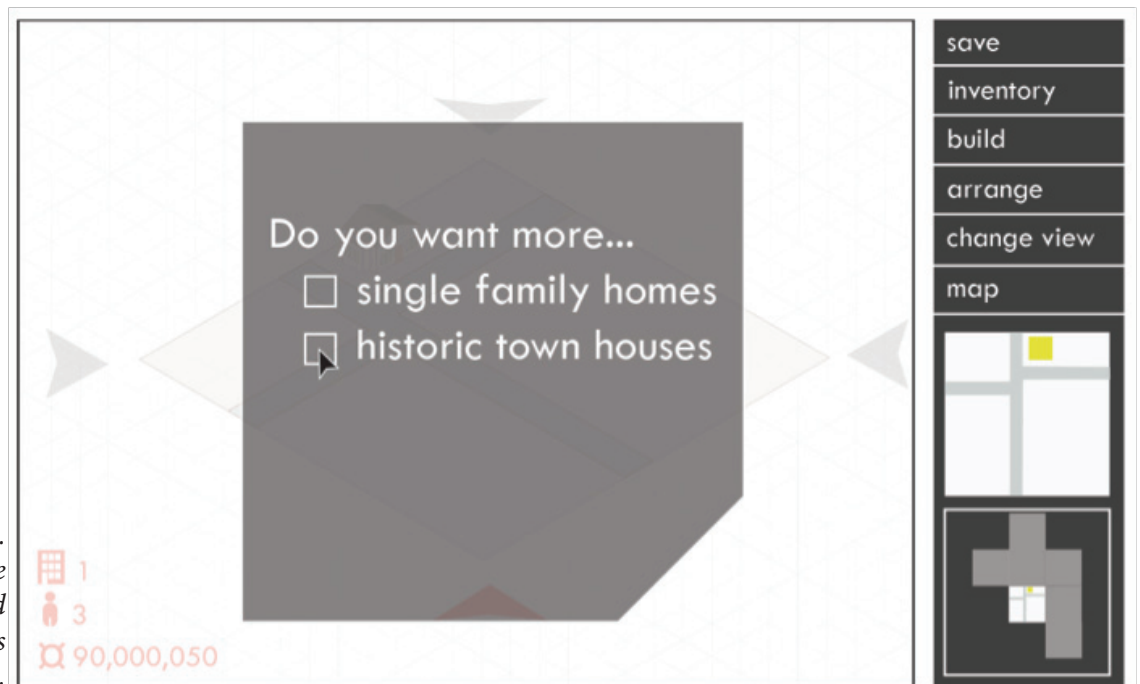 save
inventory
build
arrange
change view
map
Do you want more...
single family homes
historic town houses
1
3
90,000,050